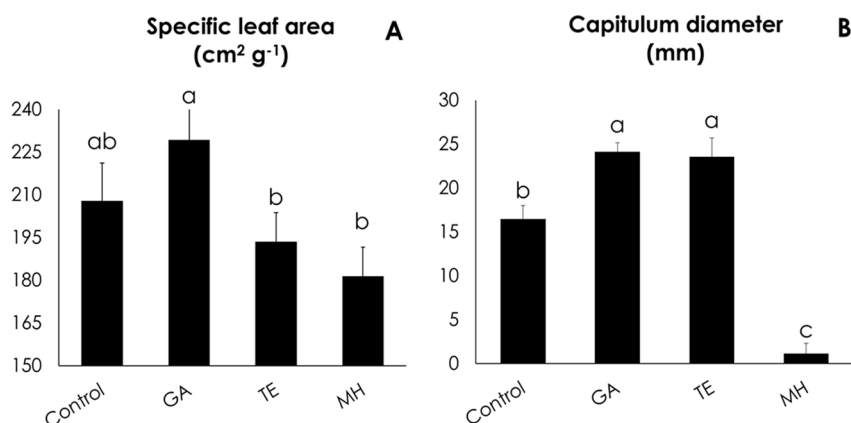 Specific leaf area
(cm² g⁻¹)
A
240
225
210
195
180
165
150
ab
a
b
b
Control
GA
TE
MH
Capitulum diameter
(mm)
B
30
25
20
15
10
5
0
b
a
a
c
Control
GA
TE
MH